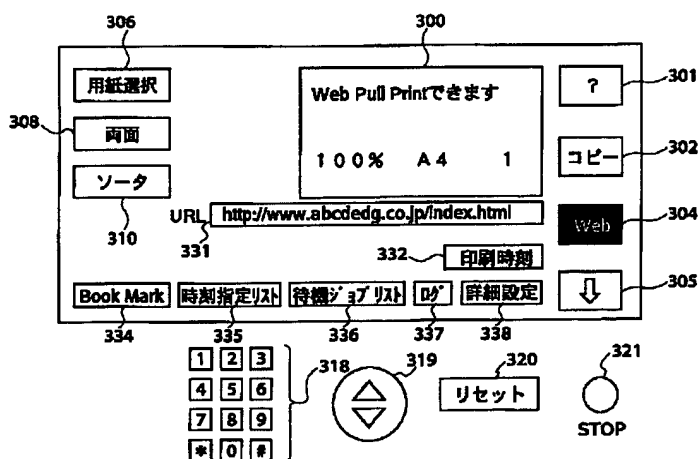 306
300
用紙選択
Web Pull Printできます
?
301
308
両面
302
100% A4 1
コピー
ソータ
310
URL http://www.abcdedg.co.jp/index.html
304
Web
331
332 印刷時刻
305
Book Mark 時刻指定リスト 待機ジョブリスト ログ 詳細設定
⇩
334 335 336 337 338
1 2 3
318
319
320
321
4 5 6
リセット
7 8 9
STOP
* 0 #